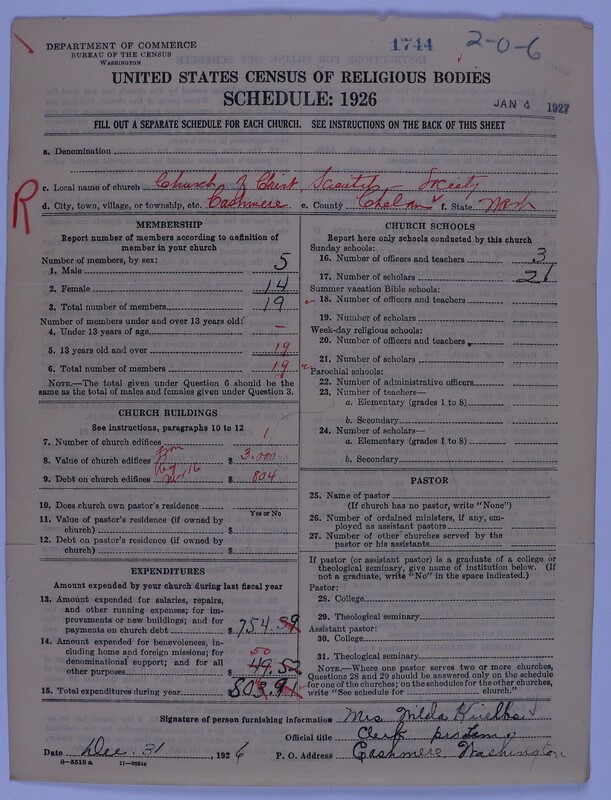 DEPARTMENT OF COMMERCE
BUREAU OF THE CENSUS
WASHINGTON
1744
2-0-6
UNITED STATES CENSUS OF RELIGIOUS BODIES
SCHEDULE: 1926
JAN 4 1927
FILL OUT A SEPARATE SCHEDULE FOR EACH CHURCH. SEE INSTRUCTIONS ON THE BACK OF THIS SHEET
a. Denomination
R
c. Local name of church Church of Christ, Scientist - Society
d. City, town, village, or township, etc. Cashmere e. County Chelan f. State Wash
MEMBERSHIP
Report number of members according to definition of
member in your church
Number of members, by sex:
1. Male 5
2. Female 14
3. Total number of members 19
Number of members under and over 13 years old:
4. Under 13 years of age —
5. 13 years old and over 19
6. Total number of members 19
NOTE.—The total given under Question 6 should be the
same as the total of males and females given under Question 3.
CHURCH BUILDINGS
See instructions, paragraphs 10 to 12
7. Number of church edifices 1
8. Value of church edifices $ 3.000
9. Debt on church edifices $ 804
10. Does church own pastor's residence
Yes or No
11. Value of pastor's residence (if owned by
church) $
12. Debt on pastor's residence (if owned by
church) $
EXPENDITURES
Amount expended by your church during last fiscal year
13. Amount expended for salaries, repairs,
and other running expenses; for im-
provements or new buildings; and for
payments on church debt $ 754.59
14. Amount expended for benevolences, in-
cluding home and foreign missions; for
denominational support; and for all
other purposes 50
$ 49.52
15. Total expenditures during year $ 803.91
CHURCH SCHOOLS
Report here only schools conducted by this church
Sunday schools:
16. Number of officers and teachers 3
17. Number of scholars 21
Summer vacation Bible schools:
18. Number of officers and teachers
19. Number of scholars
Week-day religious schools:
20. Number of officers and teachers
21. Number of scholars
Parochial schools:
22. Number of administrative officers
23. Number of teachers—
a. Elementary (grades 1 to 8)
b. Secondary
24. Number of scholars—
a. Elementary (grades 1 to 8)
b. Secondary
PASTOR
25. Name of pastor
(If church has no pastor, write "None")
26. Number of ordained ministers, if any, em-
ployed as assistant pastors
27. Number of other churches served by the
pastor or his assistants
If pastor (or assistant pastor) is a graduate of a college or
theological seminary, give name of institution below. (If
not a graduate, write "No" in the space indicated.)
Pastor:
28. College
29. Theological seminary
Assistant pastor:
30. College
31. Theological seminary
NOTE.—Where one pastor serves two or more churches,
Questions 28 and 29 should be answered only on the schedule
for one of the churches; on the schedules for the other churches,
write "See schedule for church."
Signature of person furnishing information Mrs
Official title Clerk protem
Date Dec. 31, 1926 P. O. Address Cashmere, Washington
8-5518 a